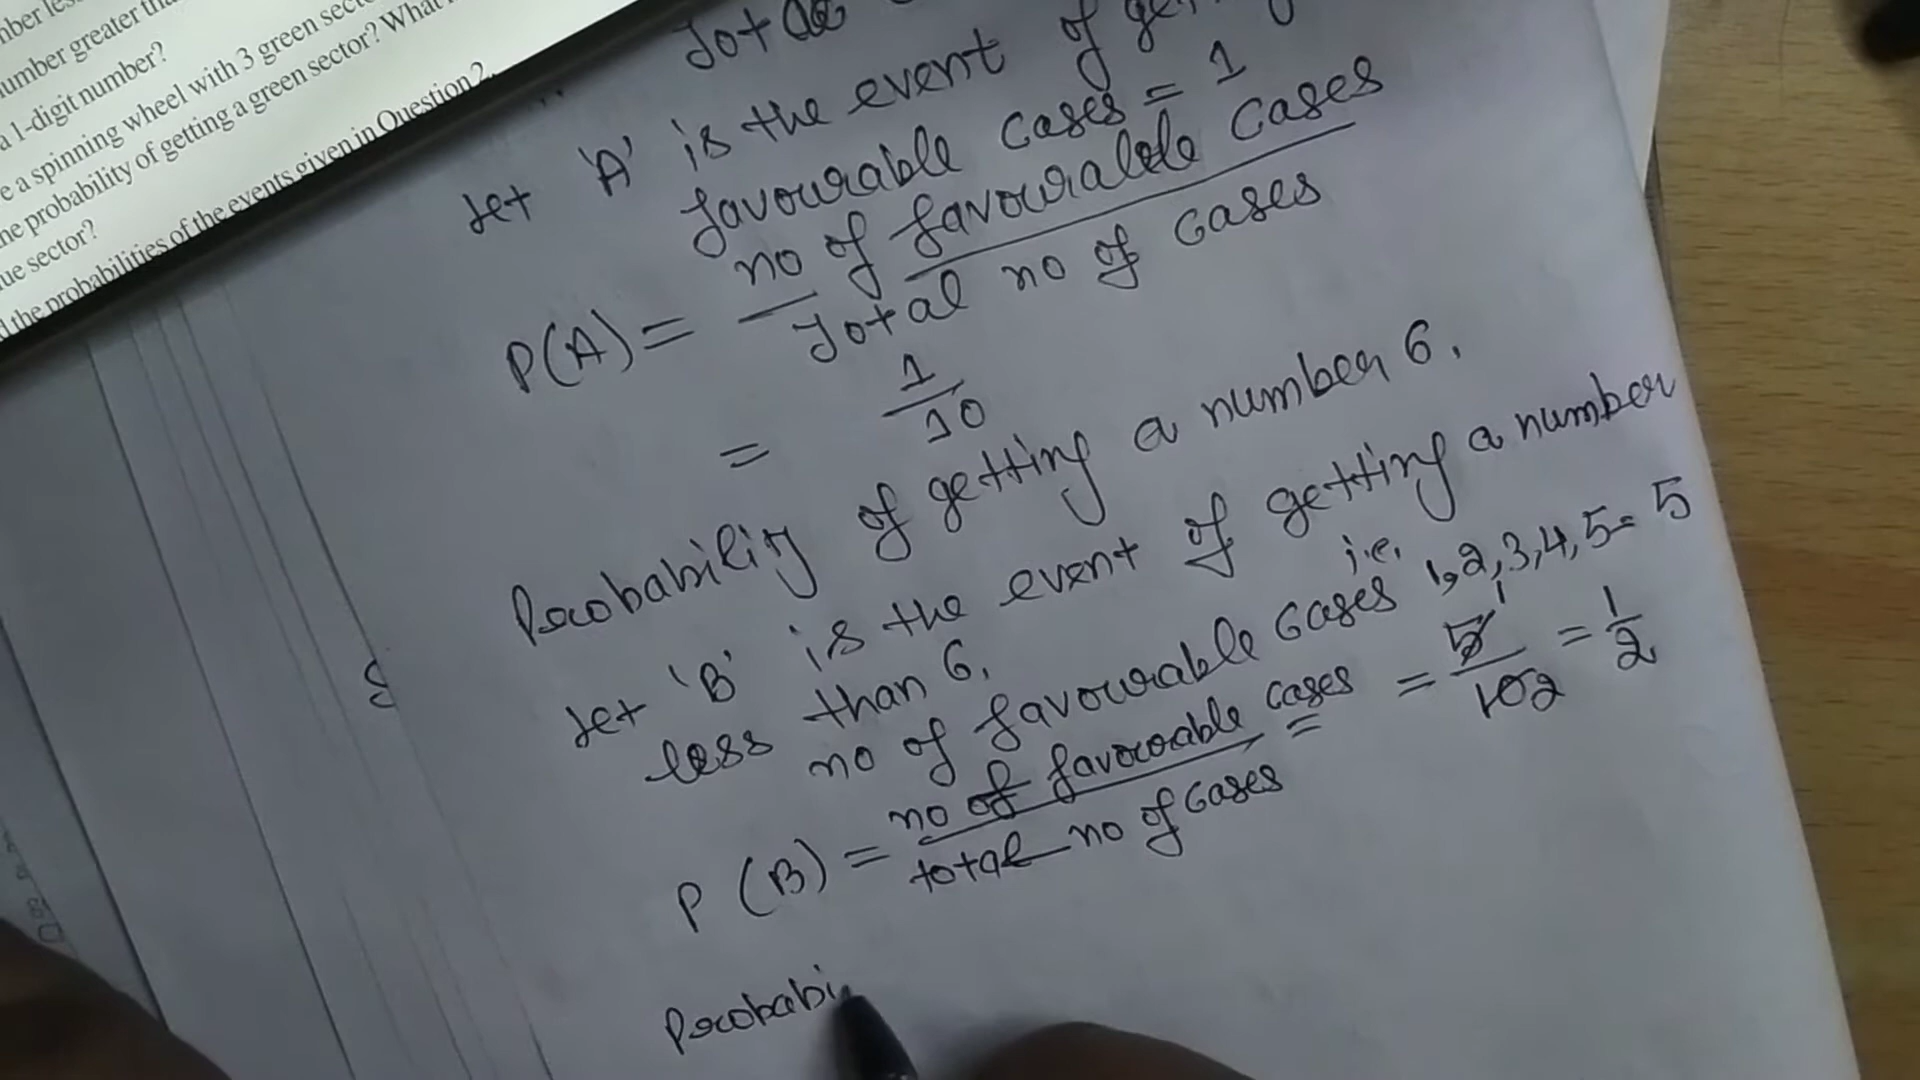 number greater
a 1-digit number?
e a spinning wheel with 3 green
he probability of getting a green sector? What
ue sector?
the probabilities of the events given in Question 2.
Total
Let 'A' is the event of
favourable cases = 1
P(A) = no of favourable cases
Total no of cases
= 1
10
Probability of getting a number 6.
Let 'B' is the event of getting a number
less than 6.
no of favourable cases i.e. 1,2,3,4,5 = 5
P (B) = no of favourable cases = = 5 1 / 10 2 = 1/2
total no of cases
Probabi